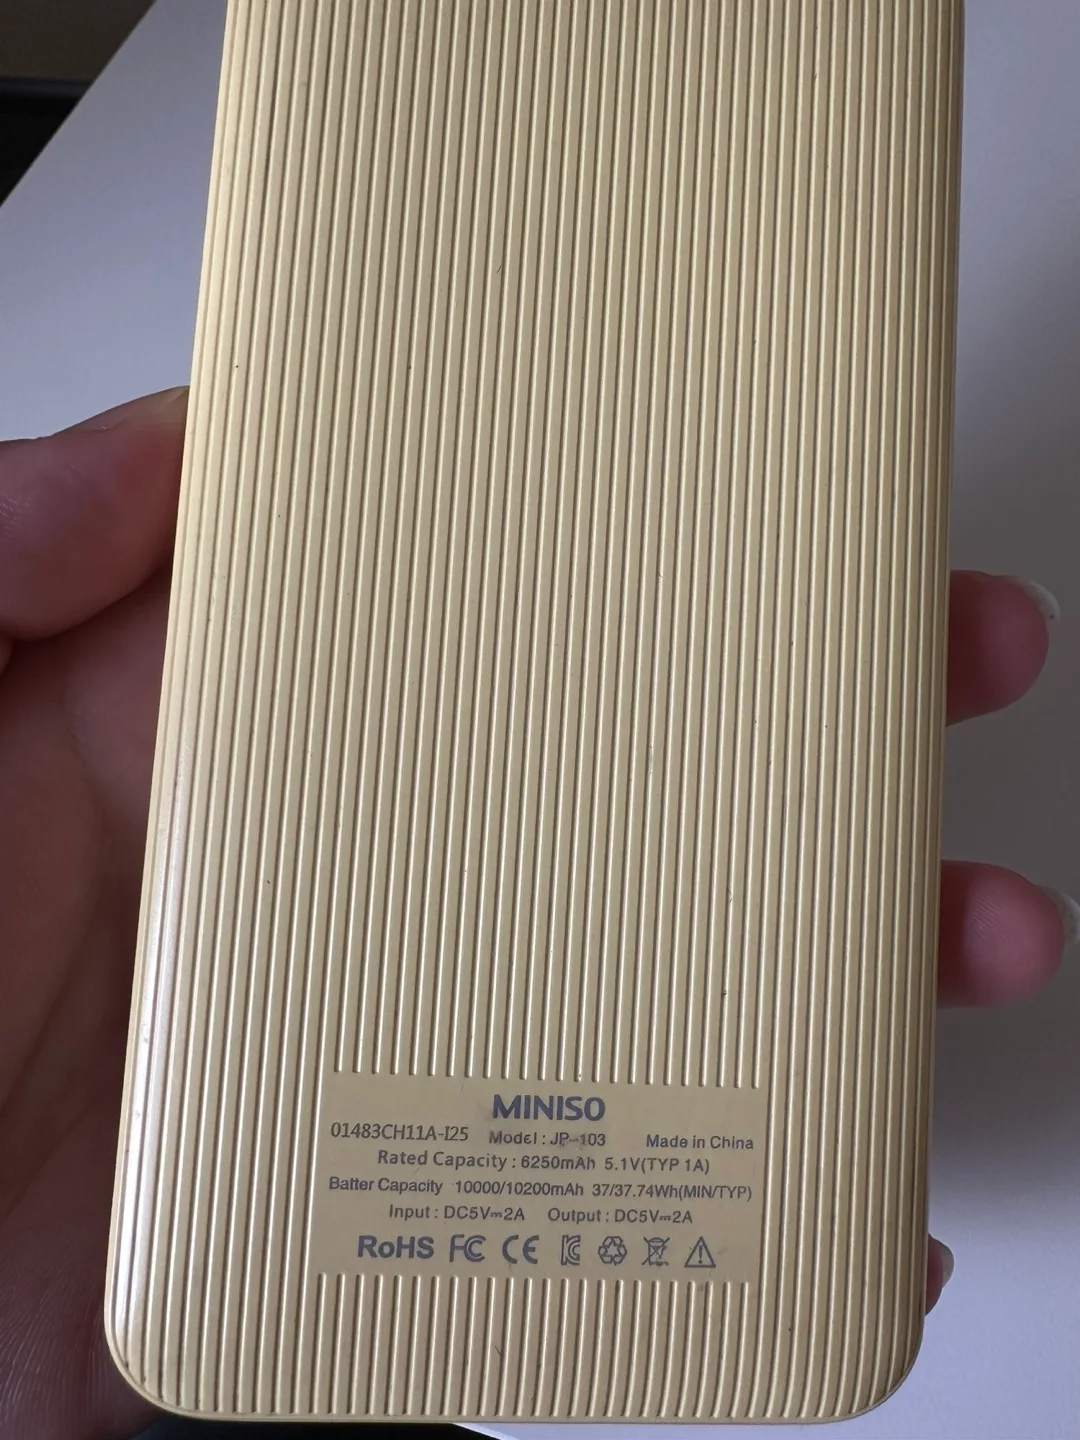 MINISO
01483CH11A-I25 Model : JP-103 Made in China
Rated Capacity : 6250mAh 5.1V(TYP 1A)
Batter Capacity 10000/10200mAh 37/37.74Wh(MIN/TYP)
Input : DC5V⎓2A Output : DC5V⎓2A
RoHS FC CE